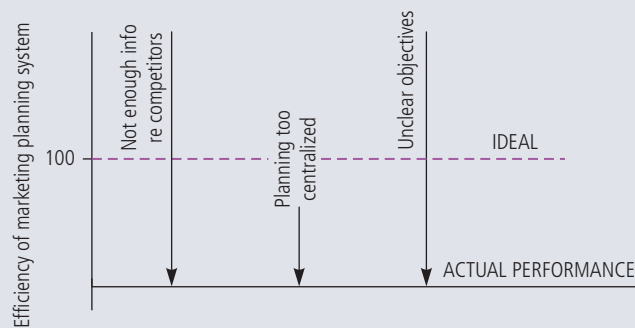 Efficiency of marketing planning system
100
Not enough info
re competitors
Planning too
centralized
Unclear objectives
IDEAL
ACTUAL PERFORMANCE